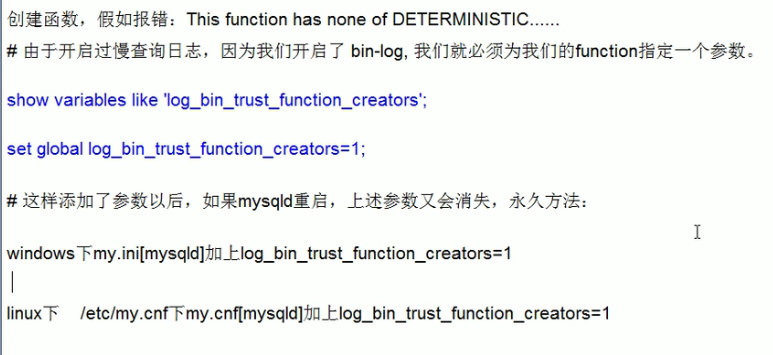 创建函数，假如报错：This function has none of DETERMINISTIC......
# 由于开启过慢查询日志，因为我们开启了 bin-log, 我们就必须为我们的function指定一个参数。
show variables like 'log_bin_trust_function_creators';
set global log_bin_trust_function_creators=1;
# 这样添加了参数以后，如果mysqld重启，上述参数又会消失，永久方法：
windows下my.ini[mysqld]加上log_bin_trust_function_creators=1
linux下 /etc/my.cnf下my.cnf[mysqld]加上log_bin_trust_function_creators=1